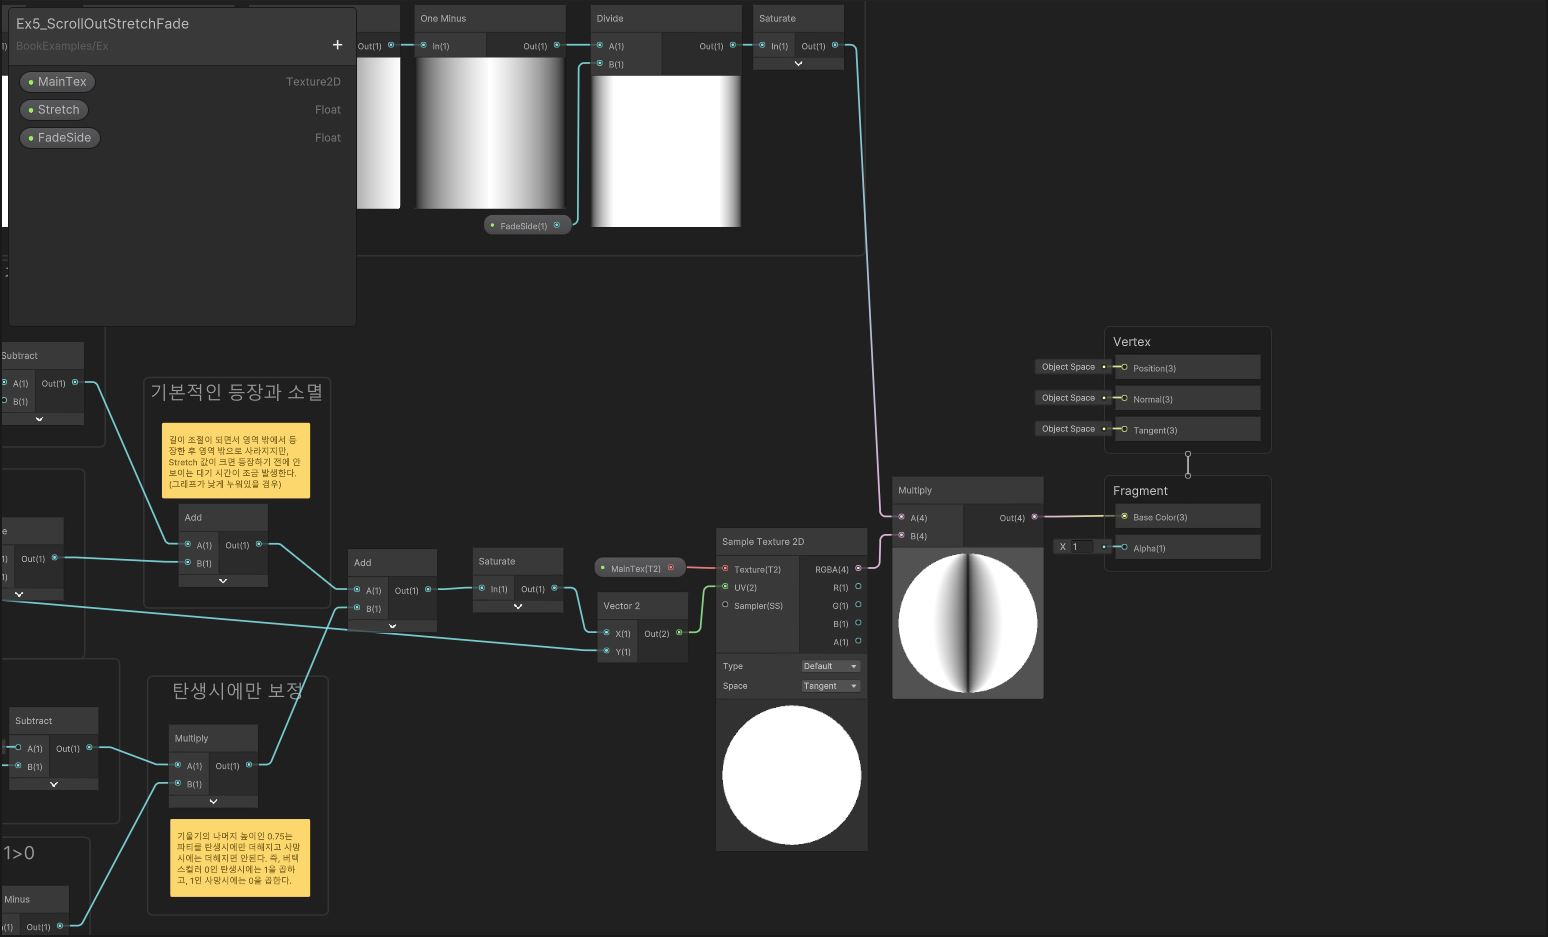 Ex5_ScrollOutStretchFade
BookExamples/Ex
MainTex
Texture2D
Stretch
Float
FadeSide
Float
Out(1)
One Minus
In(1)
Out(1)
Divide
A(1)
Out(1)
B(1)
Saturate
In(1)
Out(1)
FadeSide(1)
Subtract
A(1)
Out(1)
B(1)
기본적인 등장과 소멸
길이 조절이 되면서 영역 밖에서 등
장한 후 영역 밖으로 사라지지만,
Stretch 값이 크면 등장하기 전에 안
보이는 대기 시간이 조금 발생한다.
(그래프가 낮게 누워있을 경우)
Add
A(1)
Out(1)
B(1)
Out(1)
Add
A(1)
Out(1)
B(1)
Saturate
In(1)
Out(1)
MainTex(T2)
Vector 2
X(1)
Out(2)
Y(1)
Sample Texture 2D
Texture(T2)
RGBA(4)
UV(2)
R(1)
Sampler(SS)
G(1)
B(1)
A(1)
Type
Default
Space
Tangent
Multiply
A(4)
Out(4)
B(4)
Vertex
Object Space
Position(3)
Object Space
Normal(3)
Object Space
Tangent(3)
Fragment
Base Color(3)
X 1
Alpha(1)
Subtract
A(1)
Out(1)
B(1)
탄생시에만 보정
Multiply
A(1)
Out(1)
B(1)
기울기의 나머지 높이인 0.75는
파티클 탄생시에만 더해지고 사망
시에는 더해지면 안된다. 즉, 버텍
스컬러 0인 탄생시에는 1을 곱하
고, 1인 사망시에는 0을 곱한다.
1>0
Minus
Out(1)